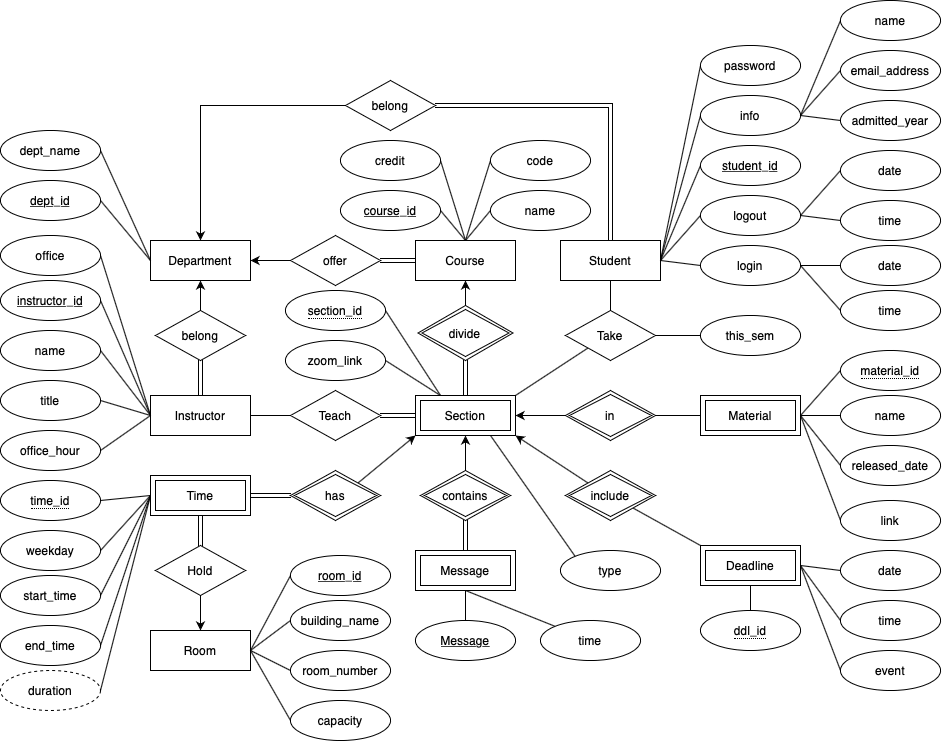 name
password
email_address
belong
info
admitted_year
dept_name
credit
code
student_id
date
dept_id
course_id
name
logout
time
office
Department
offer
Course
Student
login
date
instructor_id
section_id
time
belong
divide
Take
this_sem
name
zoom_link
material_id
title
Instructor
Teach
Section
in
Material
name
office_hour
released_date
time_id
Time
has
contains
include
link
weekday
Hold
room_id
Message
type
Deadline
date
start_time
building_name
time
end_time
Room
Message
time
ddl_id
room_number
event
duration
capacity